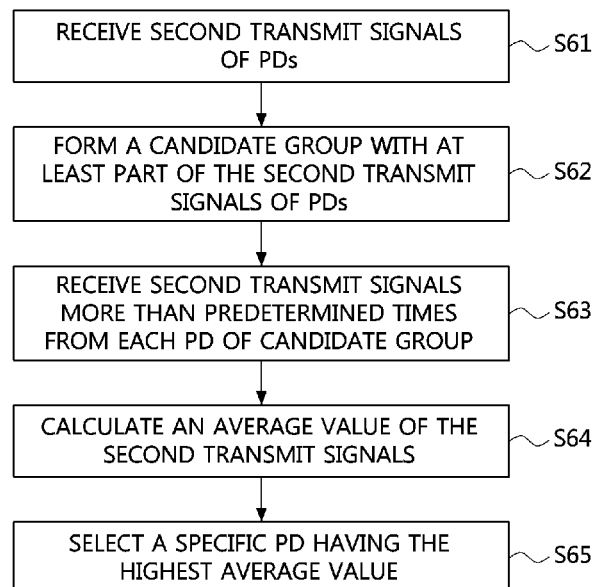 RECEIVE SECOND TRANSMIT SIGNALS
OF PDs
S61
FORM A CANDIDATE GROUP WITH AT
LEAST PART OF THE SECOND TRANSMIT
SIGNALS OF PDs
S62
RECEIVE SECOND TRANSMIT SIGNALS
MORE THAN PREDETERMINED TIMES
FROM EACH PD OF CANDIDATE GROUP
S63
CALCULATE AN AVERAGE VALUE OF THE
SECOND TRANSMIT SIGNALS
S64
SELECT A SPECIFIC PD HAVING THE
HIGHEST AVERAGE VALUE
S65